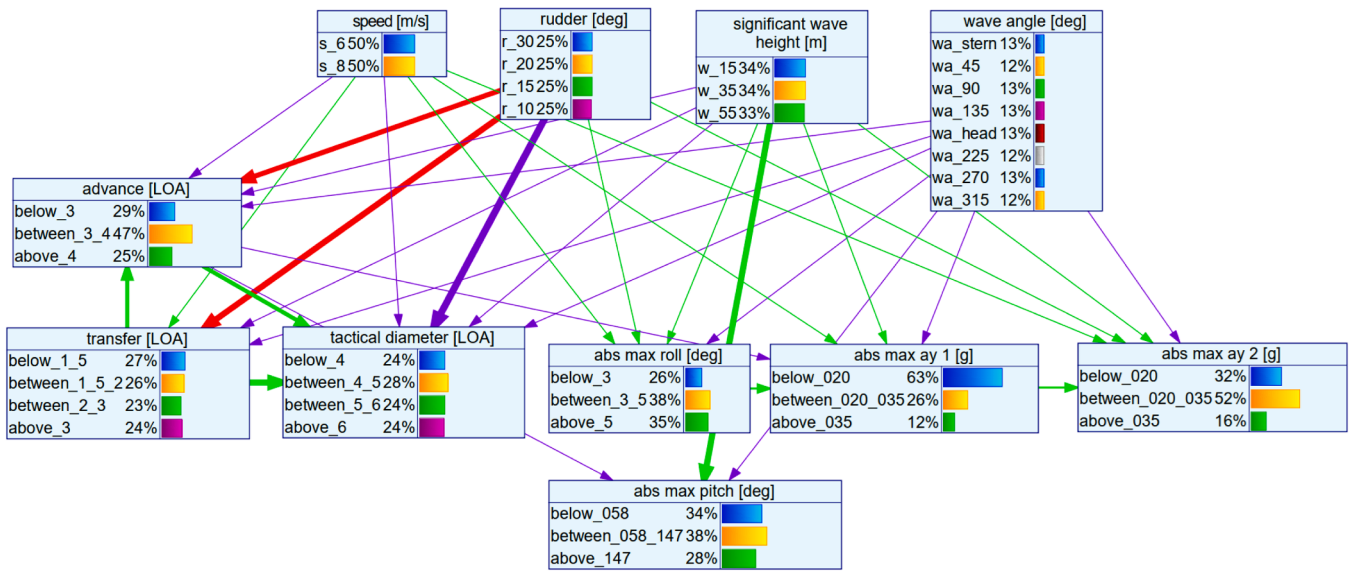 speed [m/s]
s_6 50%
s_8 50%
rudder [deg]
r_30 25%
r_20 25%
r_15 25%
r_10 25%
significant wave
height [m]
w_15 34%
w_35 34%
w_55 33%
wave angle [deg]
wa_stern 13%
wa_45 12%
wa_90 13%
wa_135 13%
wa_head 13%
wa_225 12%
wa_270 13%
wa_315 12%
advance [LOA]
below_3 29%
between_3_4 47%
above_4 25%
transfer [LOA]
below_1_5 27%
between_1_5_2 26%
between_2_3 23%
above_3 24%
tactical diameter [LOA]
below_4 24%
between_4_5 28%
between_5_6 24%
above_6 24%
abs max roll [deg]
below_3 26%
between_3_5 38%
above_5 35%
abs max ay 1 [g]
below_020 63%
between_020_035 26%
above_035 12%
abs max ay 2 [g]
below_020 32%
between_020_035 52%
above_035 16%
abs max pitch [deg]
below_058 34%
between_058_147 38%
above_147 28%